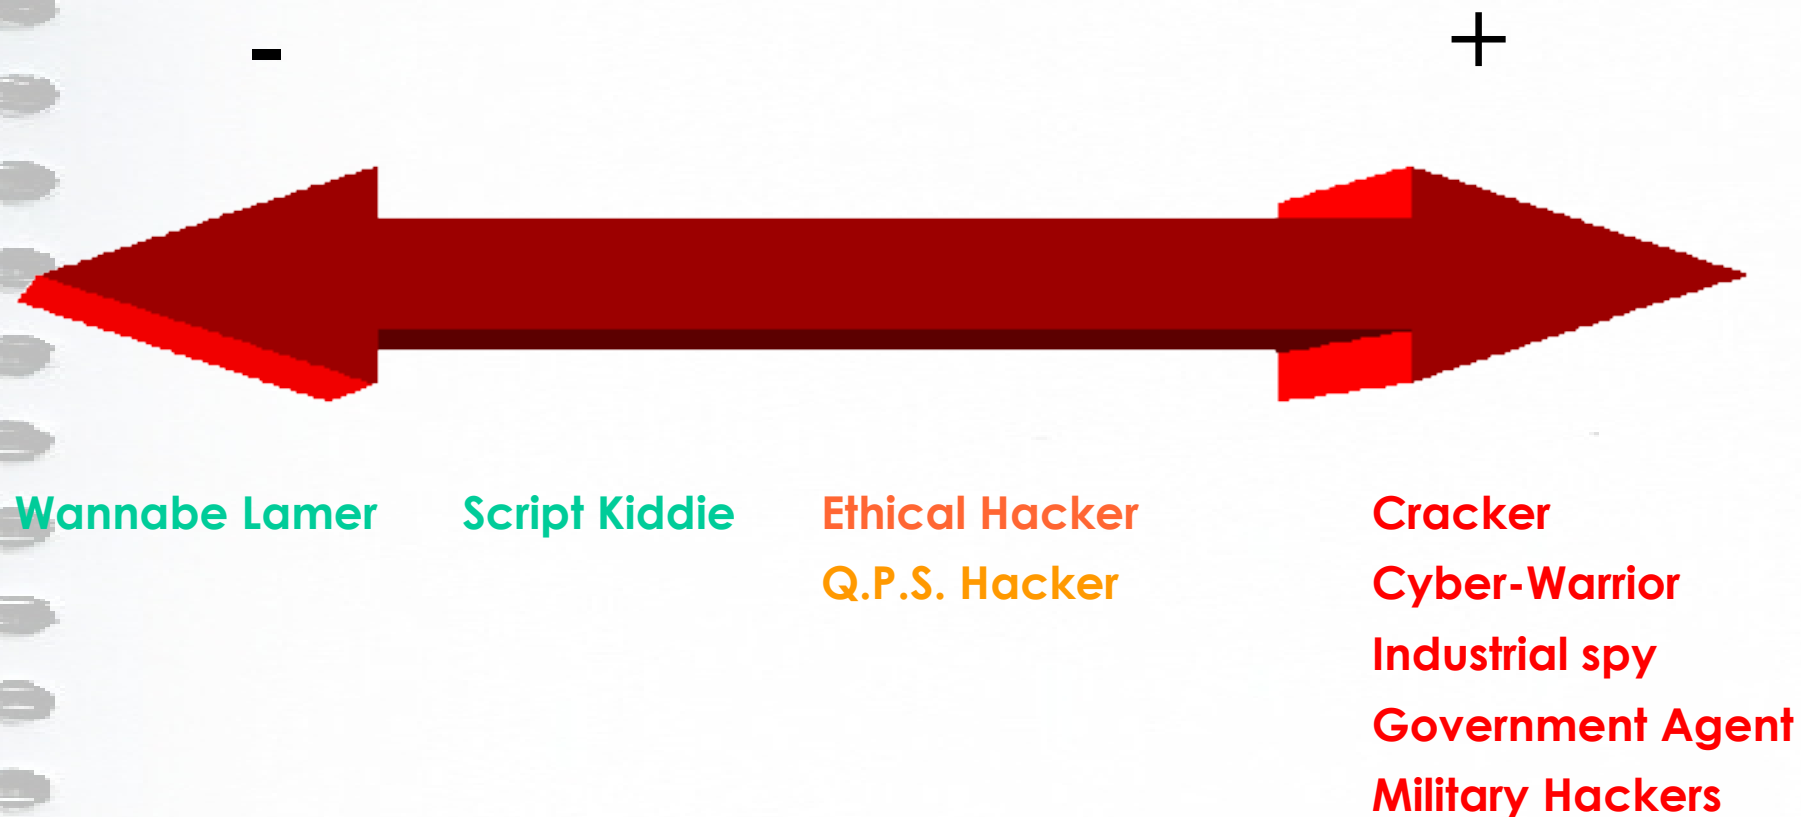 - +
Wannabe Lamer Script Kiddie Ethical Hacker Cracker
Q.P.S. Hacker Cyber-Warrior
Industrial spy
Government Agent
Military Hackers